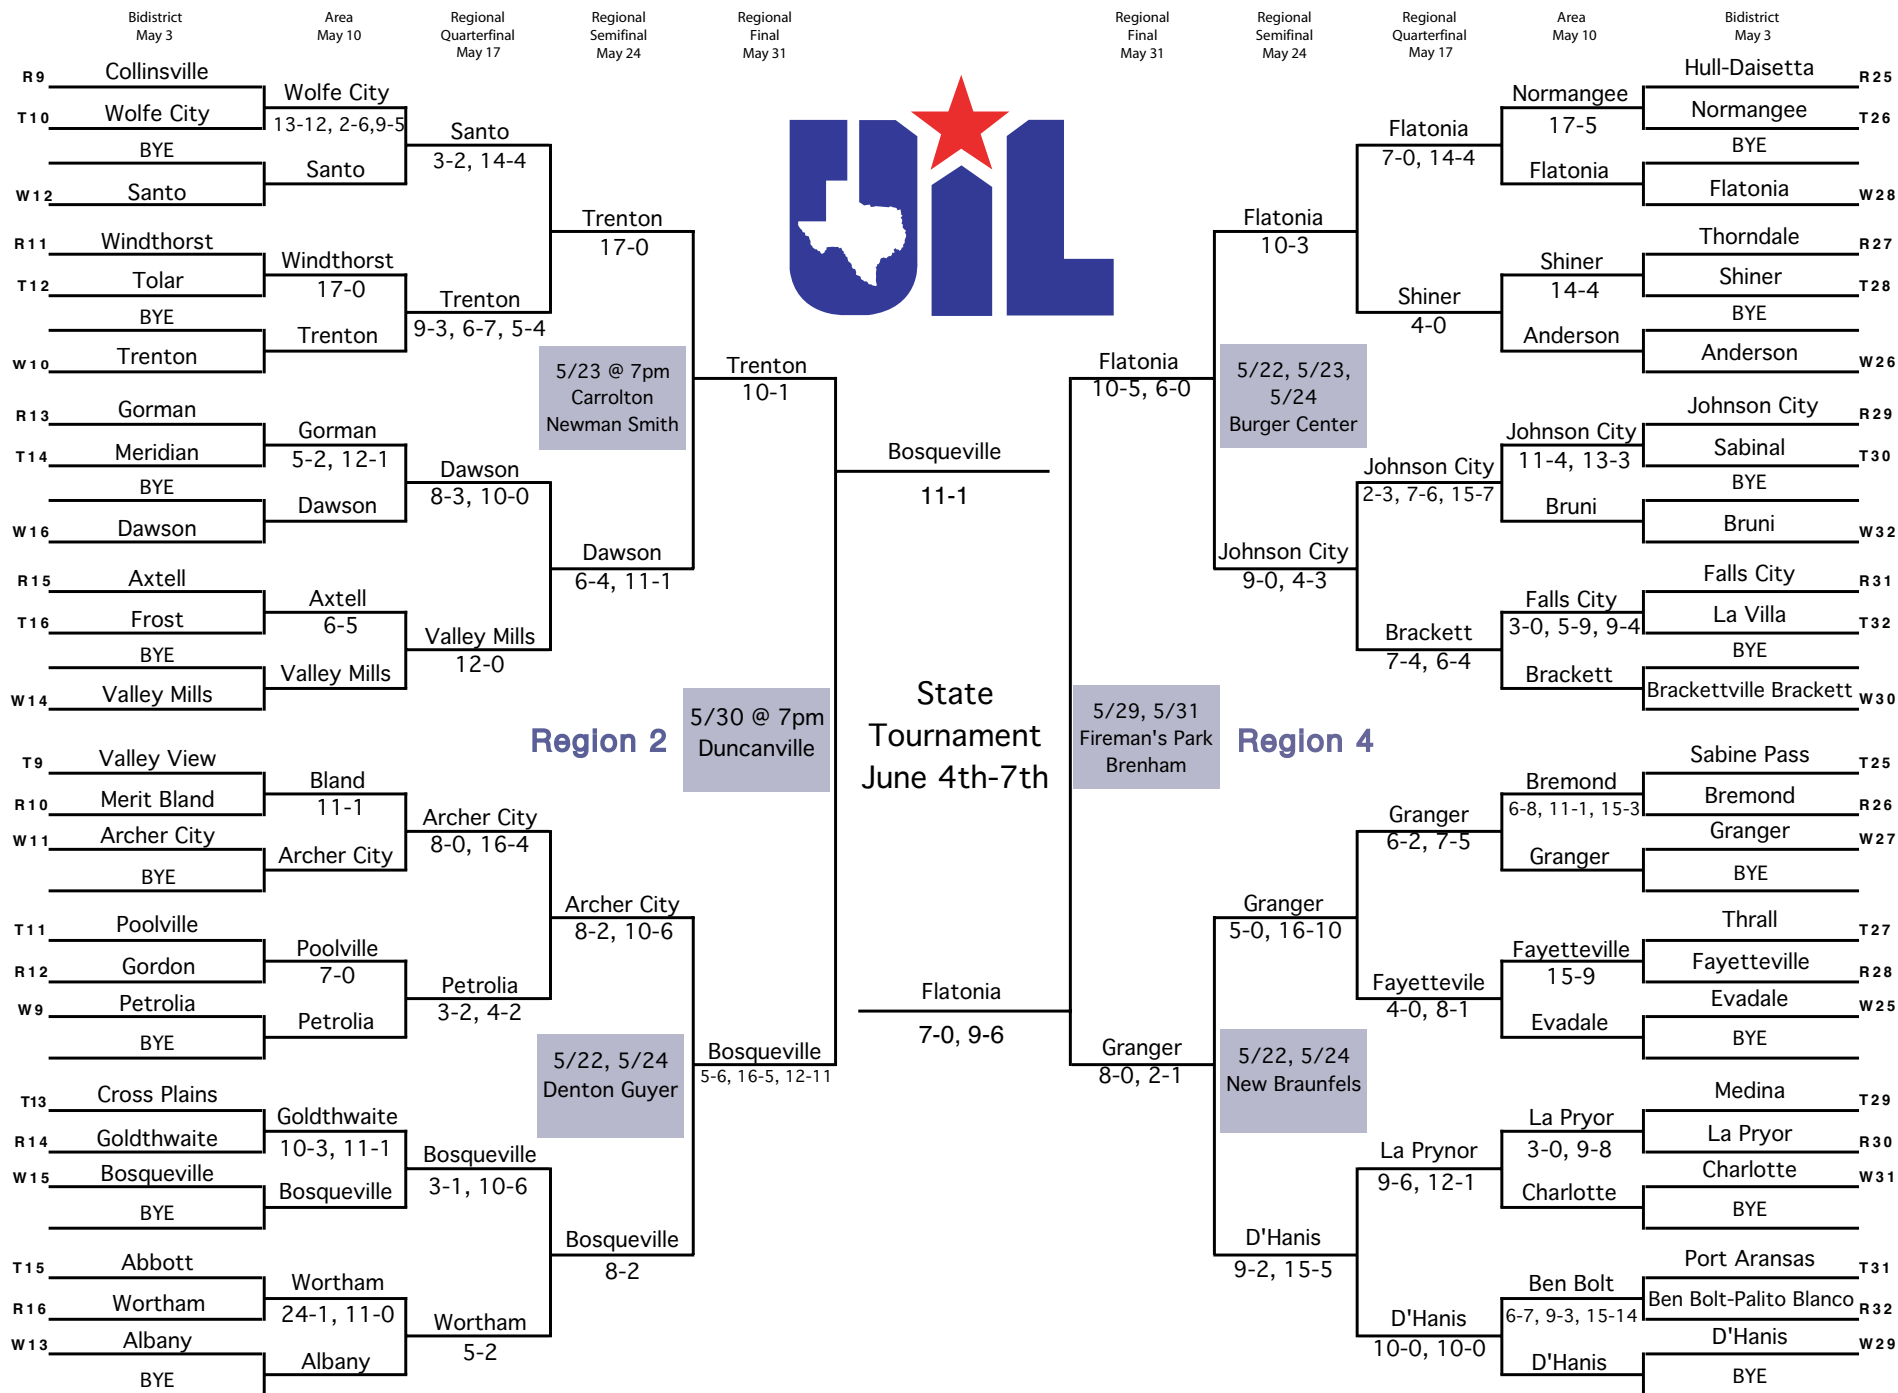 Bidistrict
May 3
Area
May 10
Regional
Quarterfinal
May 17
Regional
Semifinal
May 24
Regional
Final
May 31
Regional
Final
May 31
Regional
Semifinal
May 24
Regional
Quarterfinal
May 17
Area
May 10
Bidistrict
May 3
R9 Collinsville
T10 Wolfe City
BYE
W12 Santo
R11 Windthorst
T12 Tolar
BYE
W10 Trenton
R13 Gorman
T14 Meridian
BYE
W16 Dawson
R15 Axtell
T16 Frost
BYE
W14 Valley Mills
T9 Valley View
R10 Merit Bland
W11 Archer City
BYE
T11 Poolville
R12 Gordon
W9 Petrolia
BYE
T13 Cross Plains
R14 Goldthwaite
W15 Bosqueville
BYE
T15 Abbott
R16 Wortham
W13 Albany
BYE
Wolfe City
13-12, 2-6,9-5
Santo
Windthorst
17-0
Trenton
Gorman
5-2, 12-1
Dawson
Axtell
6-5
Valley Mills
Bland
11-1
Archer City
Poolville
7-0
Petrolia
Goldthwaite
10-3, 11-1
Bosqueville
Wortham
24-1, 11-0
Albany
Santo
3-2, 14-4
Trenton
9-3, 6-7, 5-4
Dawson
8-3, 10-0
Valley Mills
12-0
Archer City
8-0, 16-4
Petrolia
3-2, 4-2
Bosqueville
3-1, 10-6
Wortham
5-2
Trenton
17-0
5/23 @ 7pm
Carrolton
Newman Smith
Dawson
6-4, 11-1
Region 2
Archer City
8-2, 10-6
5/22, 5/24
Denton Guyer
Bosqueville
8-2
Trenton
10-1
5/30 @ 7pm
Duncanville
Bosqueville
5-6, 16-5, 12-11
UIL
Bosqueville
11-1
State
Tournament
June 4th-7th
Flatonia
7-0, 9-6
Flatonia
10-5, 6-0
5/29, 5/31
Fireman's Park
Brenham
Granger
8-0, 2-1
Flatonia
10-3
5/22, 5/23,
5/24
Burger Center
Johnson City
9-0, 4-3
Region 4
Granger
5-0, 16-10
5/22, 5/24
New Braunfels
D'Hanis
9-2, 15-5
Flatonia
7-0, 14-4
Shiner
4-0
Johnson City
2-3, 7-6, 15-7
Brackett
7-4, 6-4
Granger
6-2, 7-5
Fayettevile
4-0, 8-1
La Prynor
9-6, 12-1
D'Hanis
10-0, 10-0
Normangee
17-5
Flatonia
Shiner
14-4
Anderson
Johnson City
11-4, 13-3
Bruni
Falls City
3-0, 5-9, 9-4
Brackett
Bremond
6-8, 11-1, 15-3
Granger
Fayetteville
15-9
Evadale
La Pryor
3-0, 9-8
Charlotte
Ben Bolt
6-7, 9-3, 15-14
D'Hanis
Hull-Daisetta R25
Normangee T26
BYE
Flatonia W28
Thorndale R27
Shiner T28
BYE
Anderson W26
Johnson City R29
Sabinal T30
BYE
Bruni W32
Falls City R31
La Villa T32
BYE
Brackettville Brackett W30
Sabine Pass T25
Bremond R26
Granger W27
BYE
Thrall T27
Fayetteville R28
Evadale W25
BYE
Medina T29
La Pryor R30
Charlotte W31
BYE
Port Aransas T31
Ben Bolt-Palito Blanco R32
D'Hanis W29
BYE